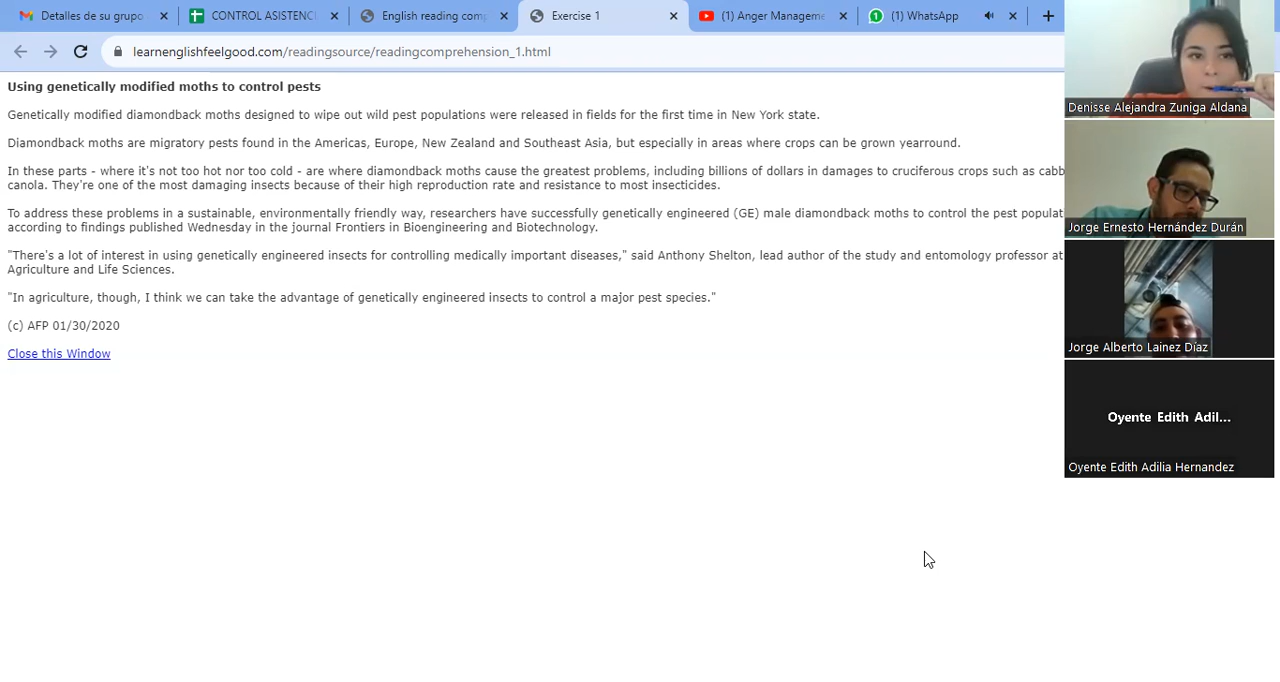 Detalles de su grupo
CONTROL ASISTENC
English reading com
Exercise 1
(1) Anger Manageme
(1) WhatsApp
learnenglishfeelgood.com/readingsource/readingcomprehension_1.html
Using genetically modified moths to control pests
Genetically modified diamondback moths designed to wipe out wild pest populations were released in fields for the first time in New York state.
Diamondback moths are migratory pests found in the Americas, Europe, New Zealand and Southeast Asia, but especially in areas where crops can be grown yearround.
In these parts - where it's not too hot nor too cold - are where diamondback moths cause the greatest problems, including billions of dollars in damages to cruciferous crops such as cabb
canola. They're one of the most damaging insects because of their high reproduction rate and resistance to most insecticides.
To address these problems in a sustainable, environmentally friendly way, researchers have successfully genetically engineered (GE) male diamondback moths to control the pest populat
according to findings published Wednesday in the journal Frontiers in Bioengineering and Biotechnology.
"There's a lot of interest in using genetically engineered insects for controlling medically important diseases," said Anthony Shelton, lead author of the study and entomology professor at
Agriculture and Life Sciences.
"In agriculture, though, I think we can take the advantage of genetically engineered insects to control a major pest species."
(c) AFP 01/30/2020
Close this Window
Denisse Alejandra Zuniga Aldana
Jorge Ernesto Hernández Durán
Jorge Alberto Lainez Díaz
Oyente Edith Adil...
Oyente Edith Adilia Hernandez